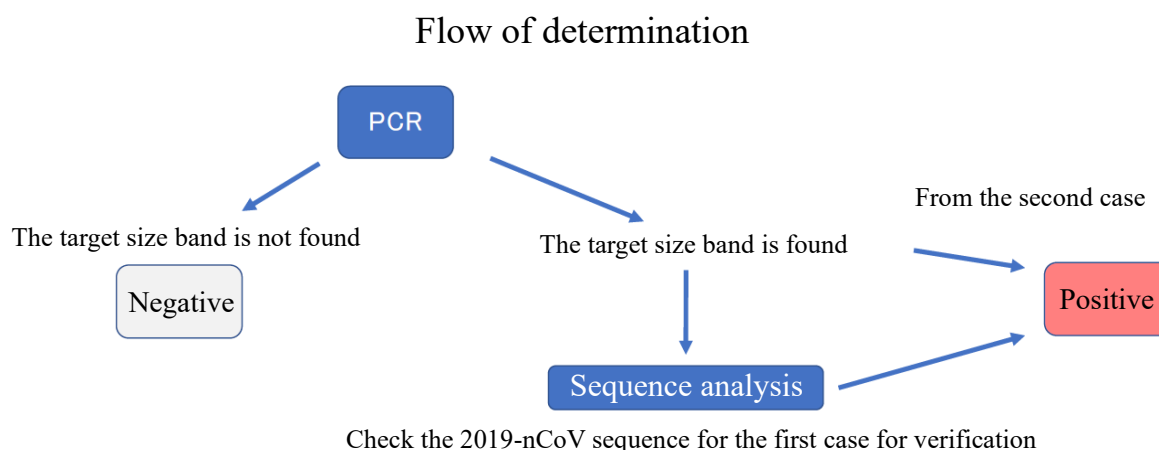 Flow of determination
PCR
From the second case
The target size band is not found
The target size band is found
Negative
Positive
Sequence analysis
Check the 2019-nCoV sequence for the first case for verification